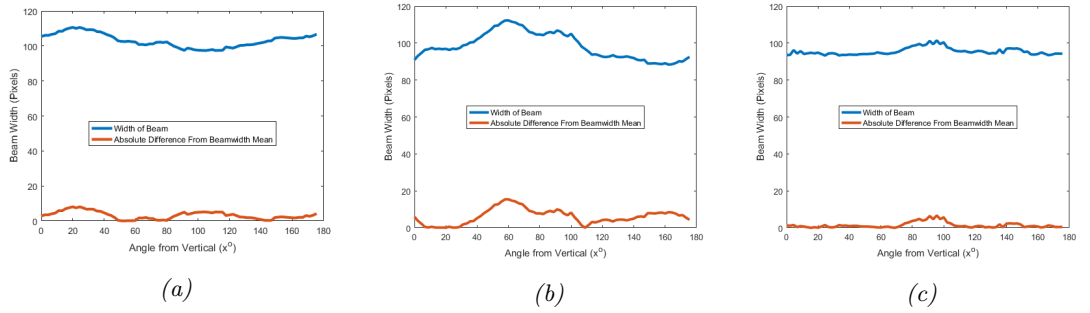 120
100
80
60
40
20
0
Beam Width (Pixels)
Width of Beam
Absolute Difference From Beamwidth Mean
0 20 40 60 80 100 120 140 160 180
Angle from Vertical (x°)
(a)
120
100
80
60
40
20
0
Beam Width (Pixels)
Width of Beam
Absolute Difference From Beamwidth Mean
0 20 40 60 80 100 120 140 160 180
Angle from Vertical (x°)
(b)
120
100
80
60
40
20
0
Beam Width (Pixels)
Width of Beam
Absolute Difference From Beamwidth Mean
0 20 40 60 80 100 120 140 160 180
Angle from Vertical (x°)
(c)